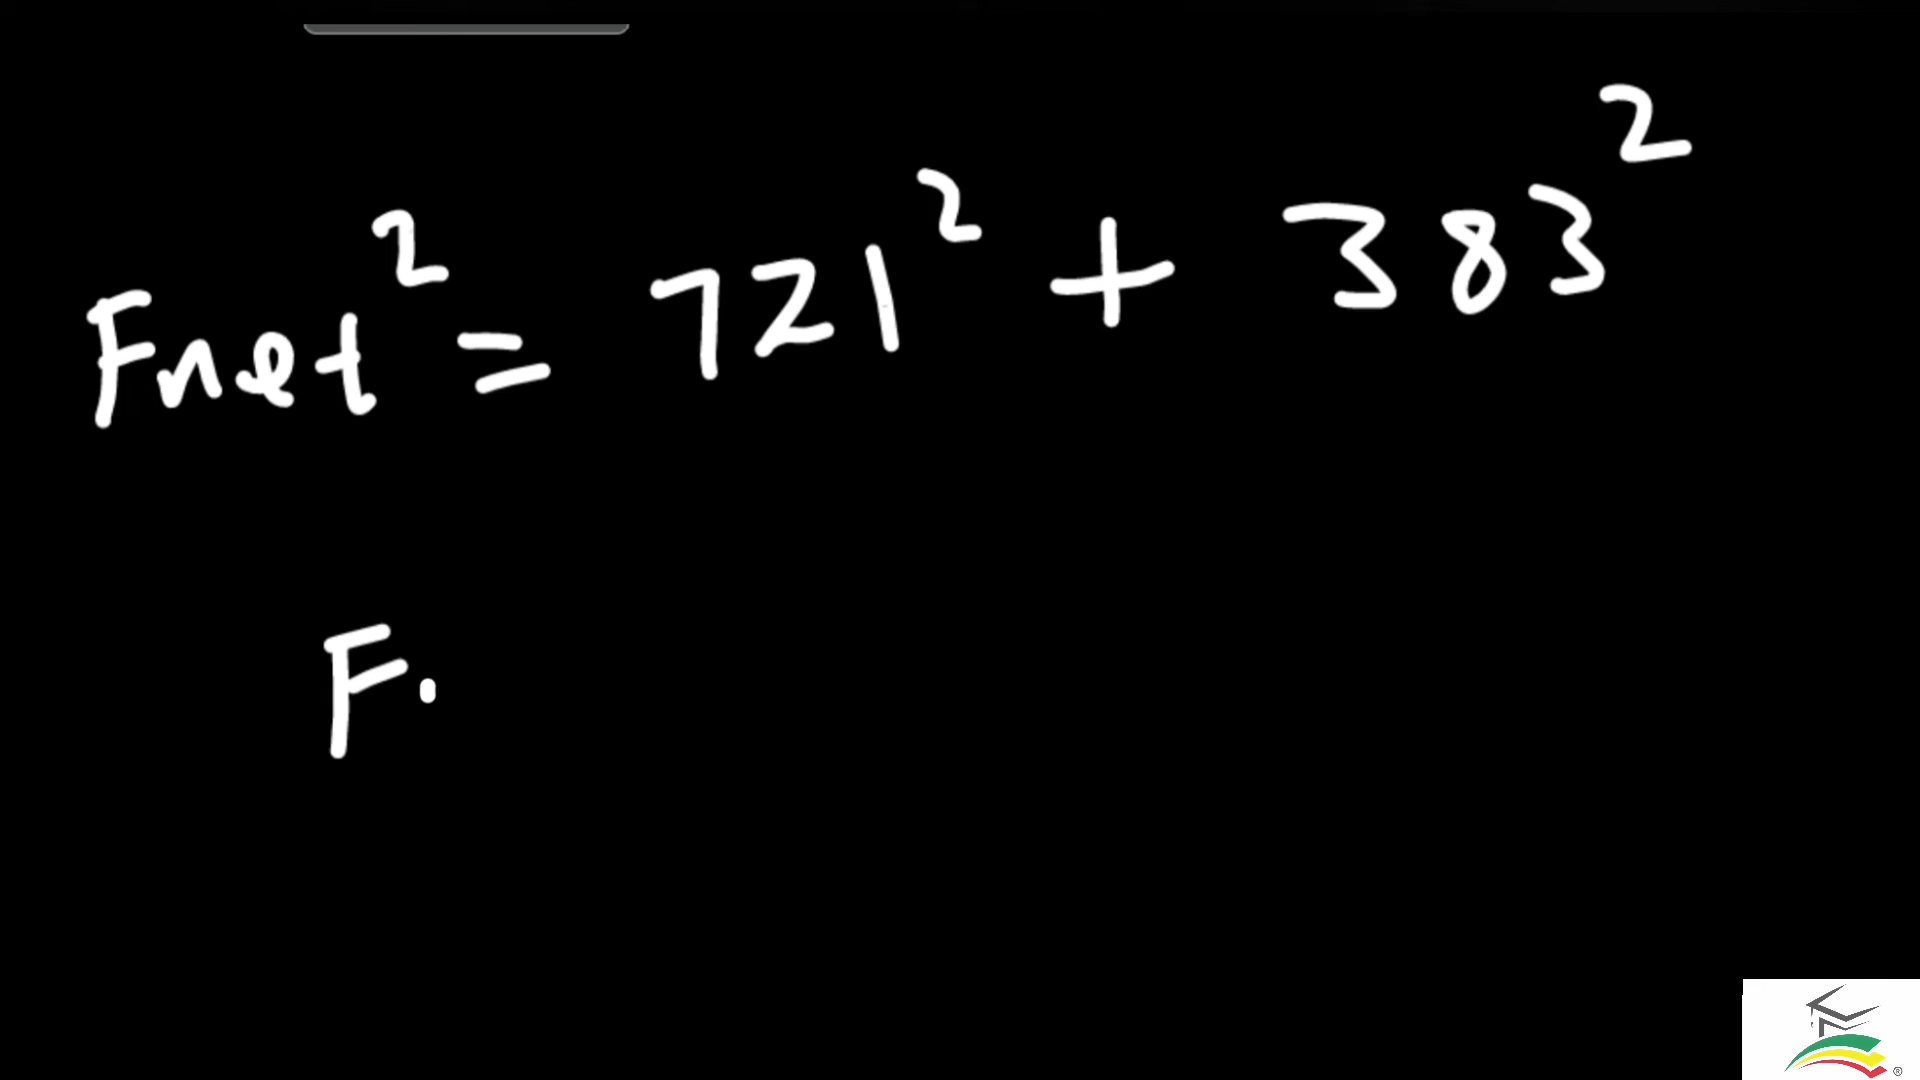 Fnet² = 721² + 383²
F.
®